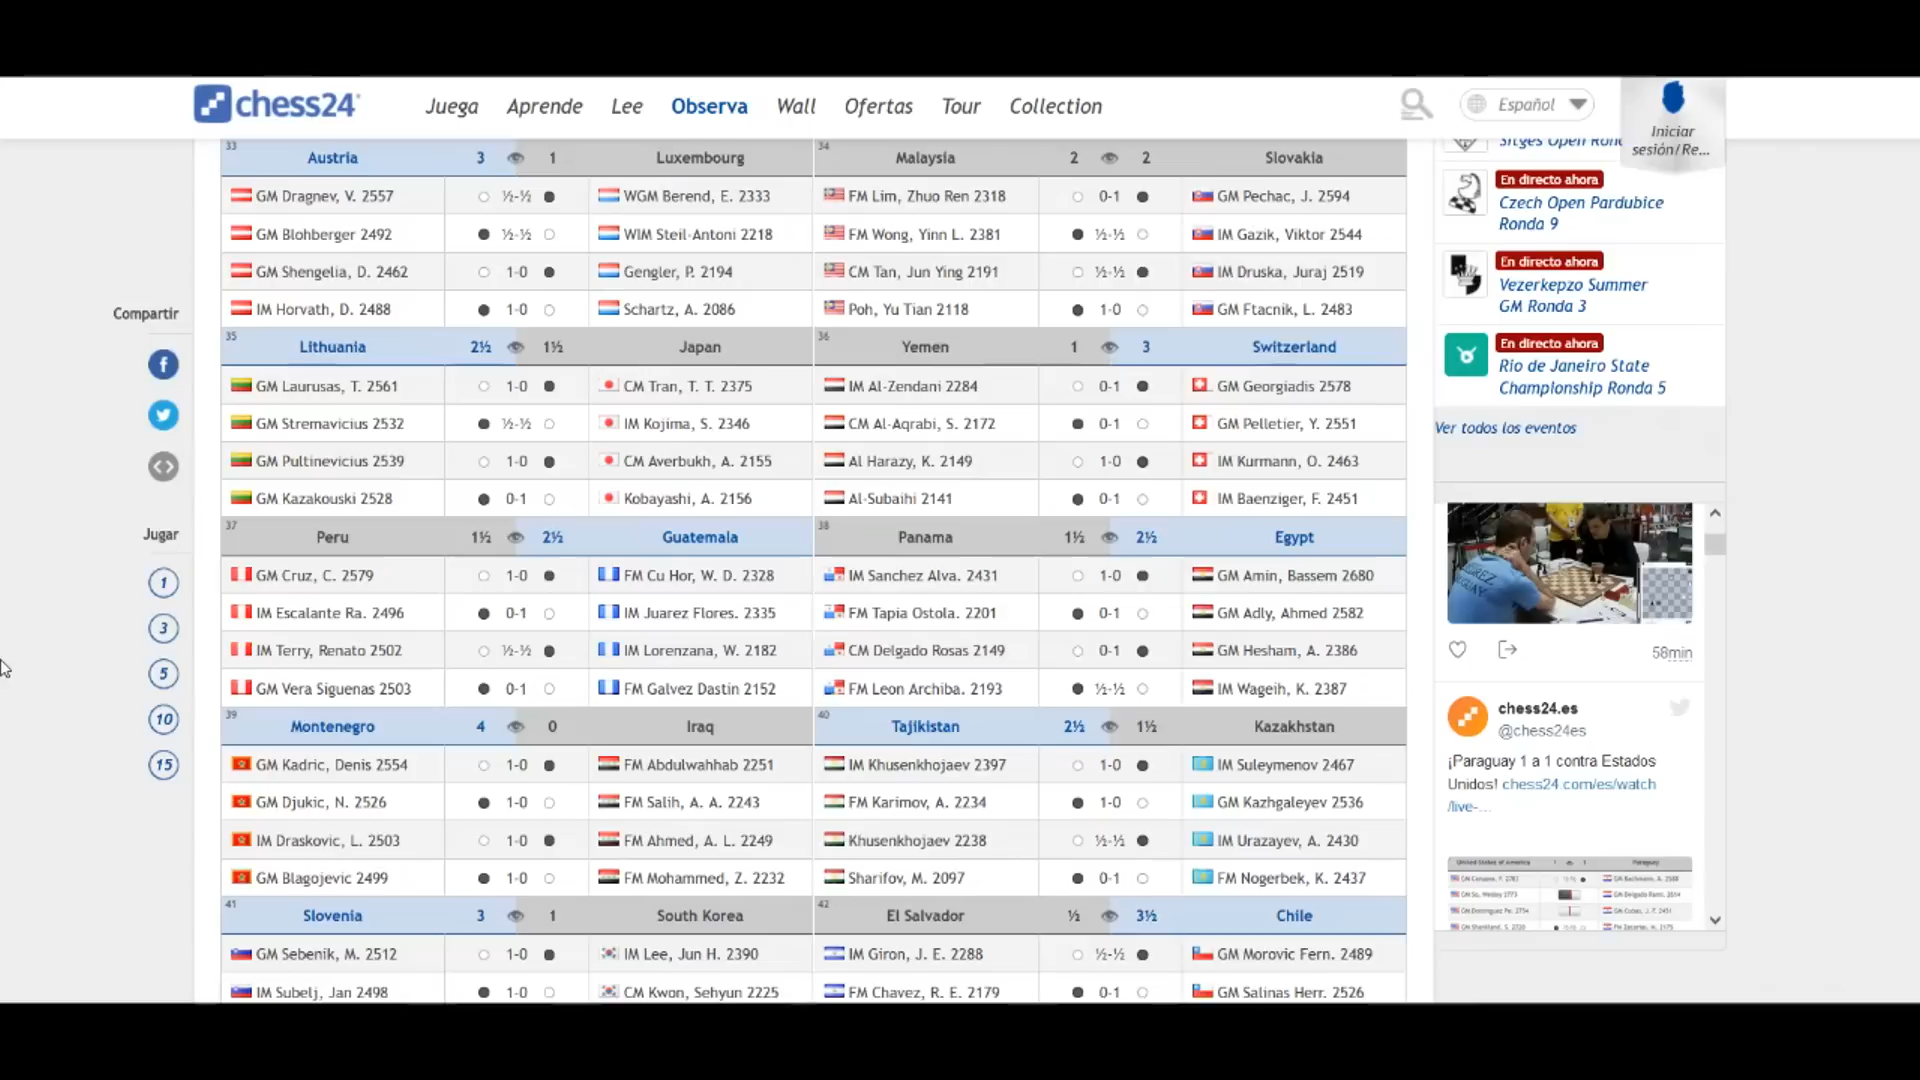 chess24
Juega Aprende Lee Observa Wall Ofertas Tour Collection
Español
Iniciar
sesión/Re...
33 Austria 3 1 Luxembourg
GM Dragnev, V. 2557 ½-½ WGM Berend, E. 2333
GM Blohberger 2492 ½-½ WIM Steil-Antoni 2218
GM Shengelia, D. 2462 1-0 Gengler, P. 2194
IM Horvath, D. 2488 1-0 Schartz, A. 2086
34 Malaysia 2 2 Slovakia
FM Lim, Zhuo Ren 2318 0-1 GM Pechac, J. 2594
FM Wong, Yinn L. 2381 ½-½ IM Gazik, Viktor 2544
CM Tan, Jun Ying 2191 ½-½ IM Druska, Juraj 2519
Poh, Yu Tian 2118 1-0 GM Ftacnik, L. 2483
35 Lithuania 2½ 1½ Japan
GM Laurusas, T. 2561 1-0 CM Tran, T. T. 2375
GM Stremavicius 2532 ½-½ IM Kojima, S. 2346
GM Pultinevicius 2539 1-0 CM Averbukh, A. 2155
GM Kazakouski 2528 0-1 Kobayashi, A. 2156
36 Yemen 1 3 Switzerland
IM Al-Zendani 2284 0-1 GM Georgiadis 2578
CM Al-Aqrabi, S. 2172 0-1 GM Pelletier, Y. 2551
Al Harazy, K. 2149 1-0 IM Kurmann, O. 2463
Al-Subaihi 2141 0-1 IM Baenziger, F. 2451
37 Peru 1½ 2½ Guatemala
GM Cruz, C. 2579 1-0 FM Cu Hor, W. D. 2328
IM Escalante Ra. 2496 0-1 IM Juarez Flores. 2335
IM Terry, Renato 2502 ½-½ IM Lorenzana, W. 2182
GM Vera Siguenas 2503 0-1 FM Galvez Dastin 2152
38 Panama 1½ 2½ Egypt
IM Sanchez Alva. 2431 1-0 GM Amin, Bassem 2680
FM Tapia Ostola. 2201 0-1 GM Adly, Ahmed 2582
CM Delgado Rosas 2149 0-1 GM Hesham, A. 2386
FM Leon Archiba. 2193 ½-½ IM Wageih, K. 2387
39 Montenegro 4 0 Iraq
GM Kadric, Denis 2554 1-0 FM Abdulwahhab 2251
GM Djukic, N. 2526 1-0 FM Salih, A. A. 2243
IM Draskovic, L. 2503 1-0 FM Ahmed, A. L. 2249
GM Blagojevic 2499 1-0 FM Mohammed, Z. 2232
40 Tajikistan 2½ 1½ Kazakhstan
IM Khusenkhojaev 2397 1-0 IM Suleymenov 2467
FM Karimov, A. 2234 1-0 GM Kazhgaleyev 2536
Khusenkhojaev 2238 ½-½ IM Urazayev, A. 2430
Sharifov, M. 2097 0-1 FM Nogerbek, K. 2437
41 Slovenia 3 1 South Korea
GM Sebenik, M. 2512 1-0 IM Lee, Jun H. 2390
IM Subelj, Jan 2498 1-0 CM Kwon, Sehyun 2225
42 El Salvador ½ 3½ Chile
IM Giron, J. E. 2288 ½-½ GM Morovic Fern. 2489
FM Chavez, R. E. 2179 0-1 GM Salinas Herr. 2526
Compartir
Jugar
1
3
5
10
15
Sitges Open Ron
En directo ahora
Czech Open Pardubice
Ronda 9
En directo ahora
Vezerkepzo Summer
GM Ronda 3
En directo ahora
Rio de Janeiro State
Championship Ronda 5
Ver todos los eventos
58min
chess24.es
@chess24es
¡Paraguay 1 a 1 contra Estados
Unidos! chess24 com/es/watch
/live-...
United States of America 1 1 Paraguay